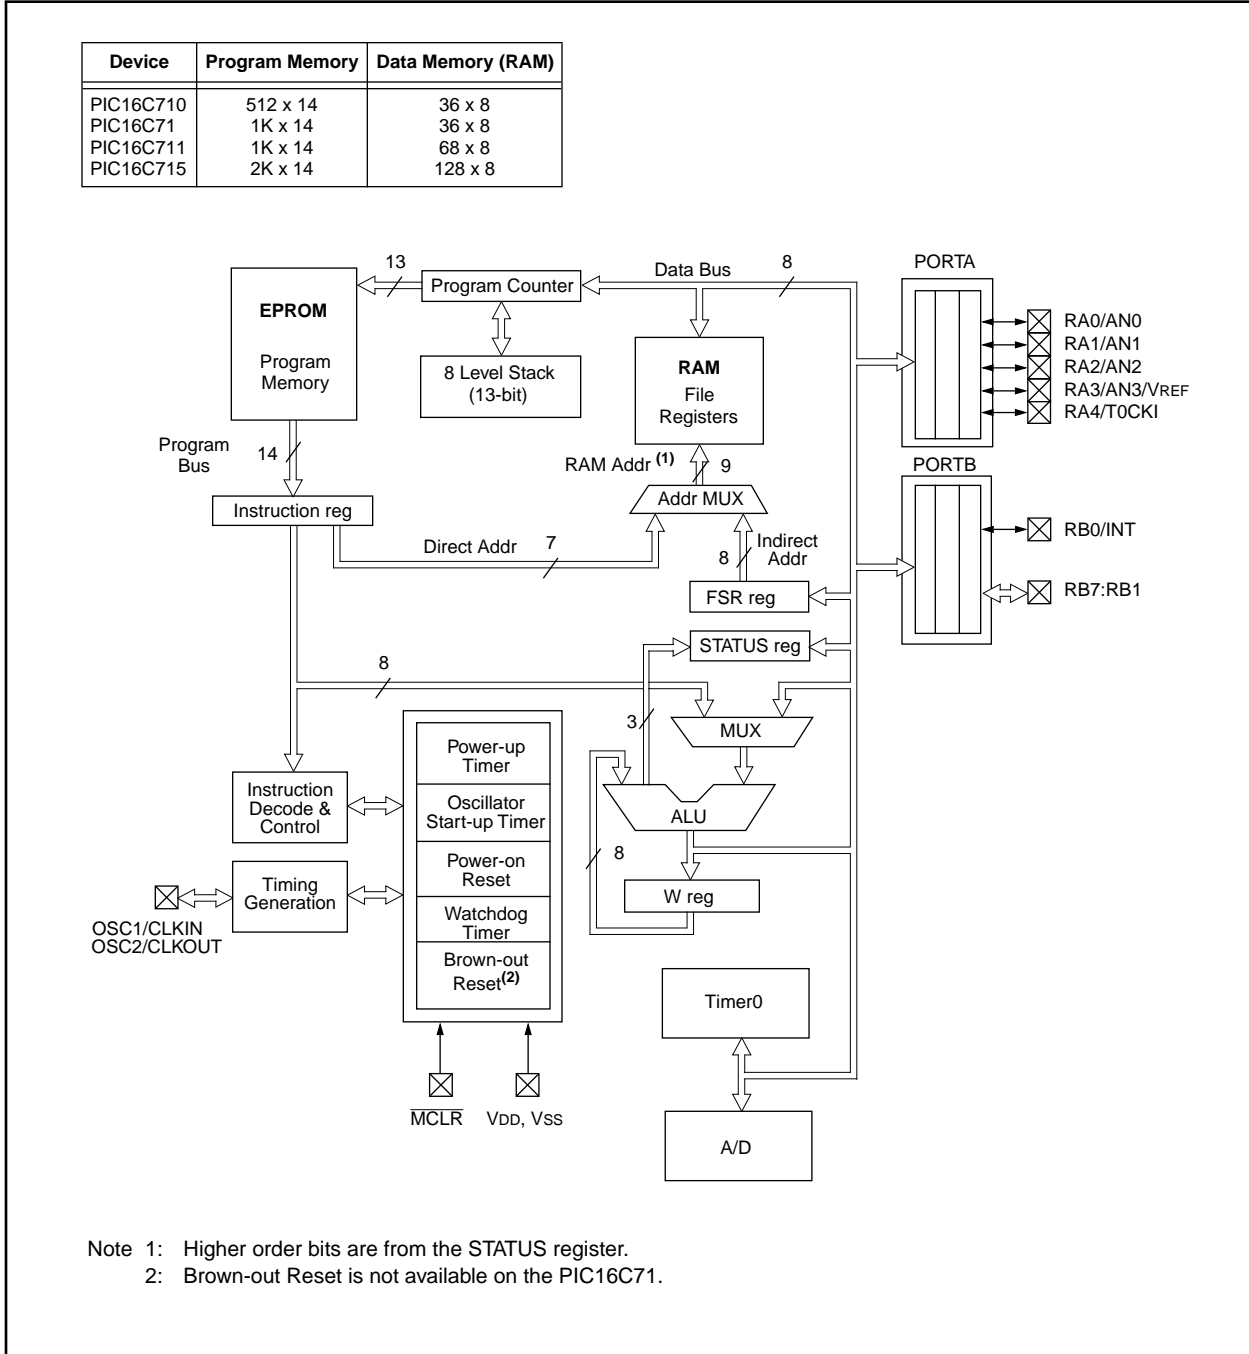 Device Program Memory Data Memory (RAM)
PIC16C710 512 x 14 36 x 8
PIC16C71 1K x 14 36 x 8
PIC16C711 1K x 14 68 x 8
PIC16C715 2K x 14 128 x 8
EPROM
Program
Memory
13
Program Counter
8 Level Stack
(13-bit)
Data Bus
8
RAM
File
Registers
PORTA
RA0/AN0
RA1/AN1
RA2/AN2
RA3/AN3/VREF
RA4/T0CKI
Program
Bus
14
RAM Addr (1)
9
Addr MUX
Instruction reg
Direct Addr
7
8
Indirect
Addr
FSR reg
PORTB
RB0/INT
RB7:RB1
STATUS reg
8
3
MUX
ALU
8
W reg
Power-up
Timer
Oscillator
Start-up Timer
Power-on
Reset
Watchdog
Timer
Brown-out
Reset(2)
Instruction
Decode &
Control
Timing
Generation
OSC1/CLKIN
OSC2/CLKOUT
MCLR
VDD, VSS
Timer0
A/D
Note 1: Higher order bits are from the STATUS register.
2: Brown-out Reset is not available on the PIC16C71.